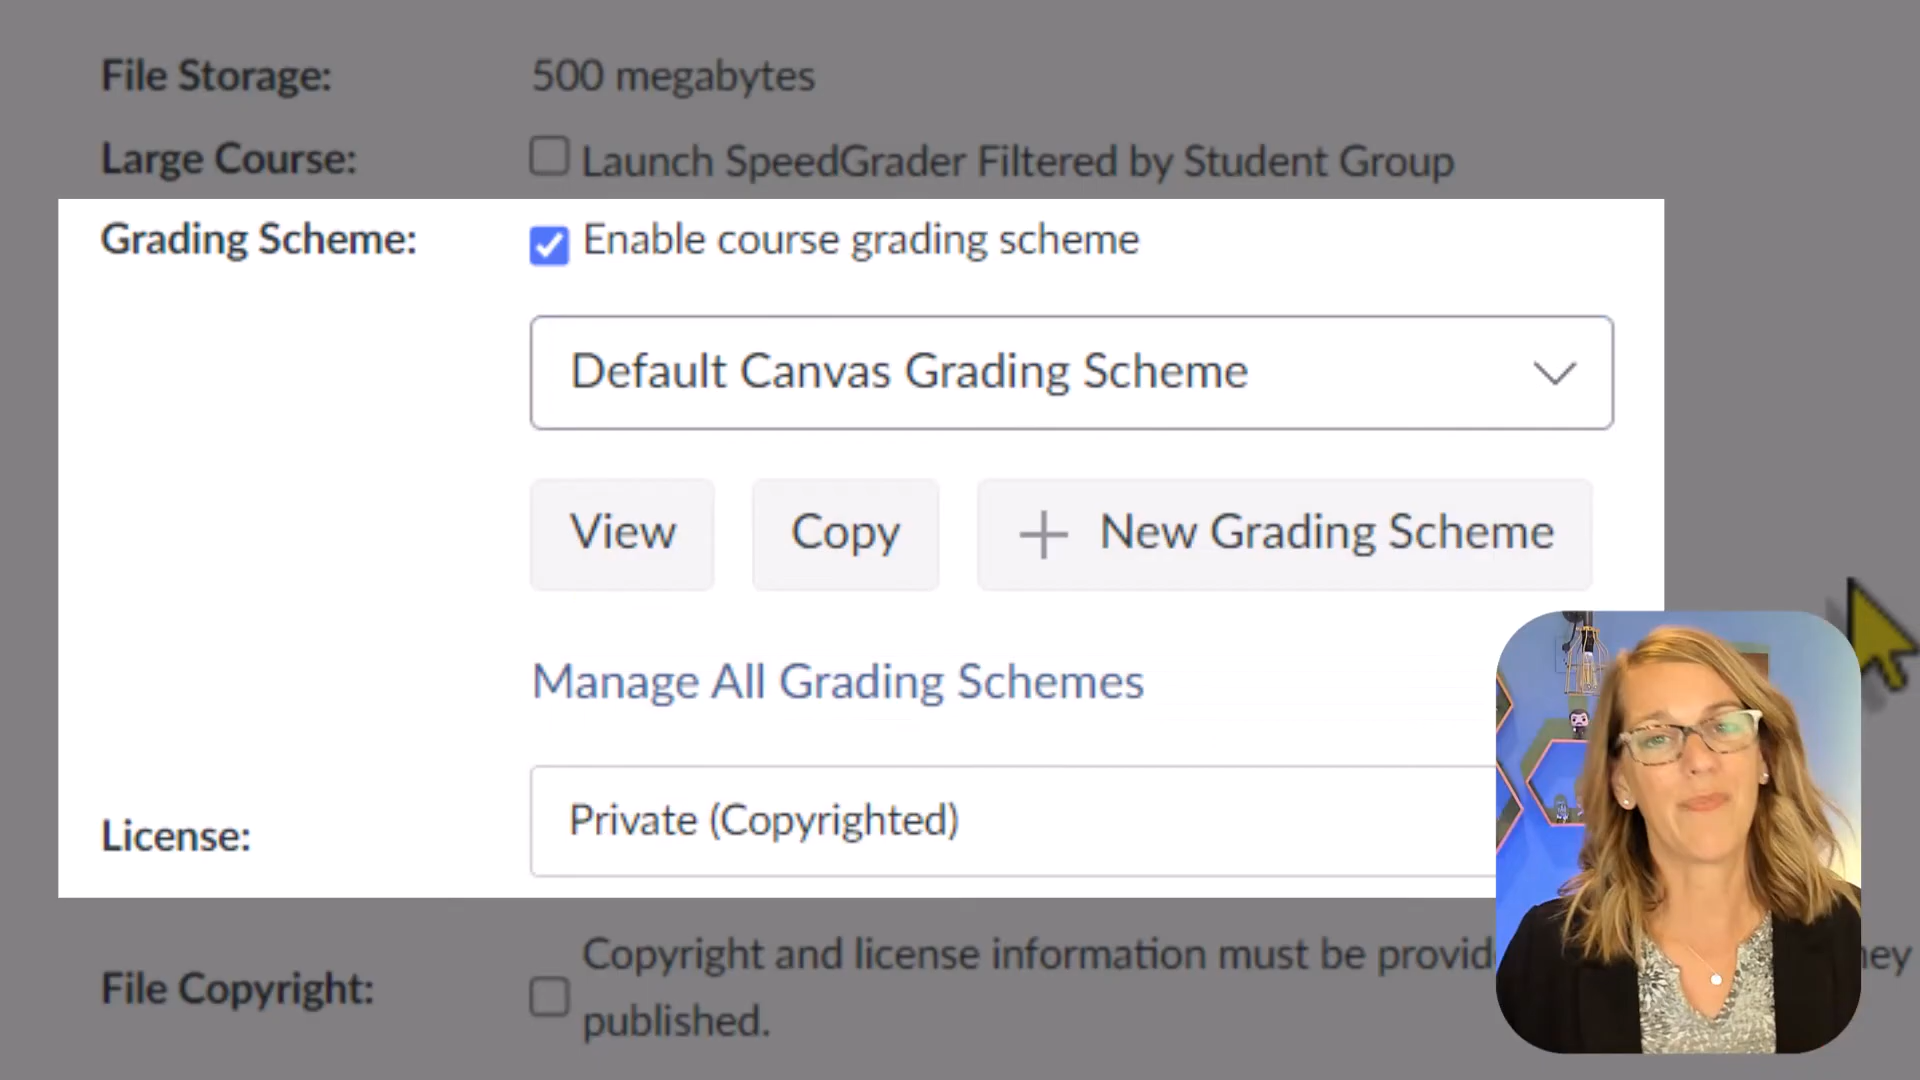 File Storage: 500 megabytes
Large Course: Launch SpeedGrader Filtered by Student Group
Grading Scheme: Enable course grading scheme
Default Canvas Grading Scheme
View Copy + New Grading Scheme
Manage All Grading Schemes
License: Private (Copyrighted)
File Copyright: Copyright and license information must be
published.